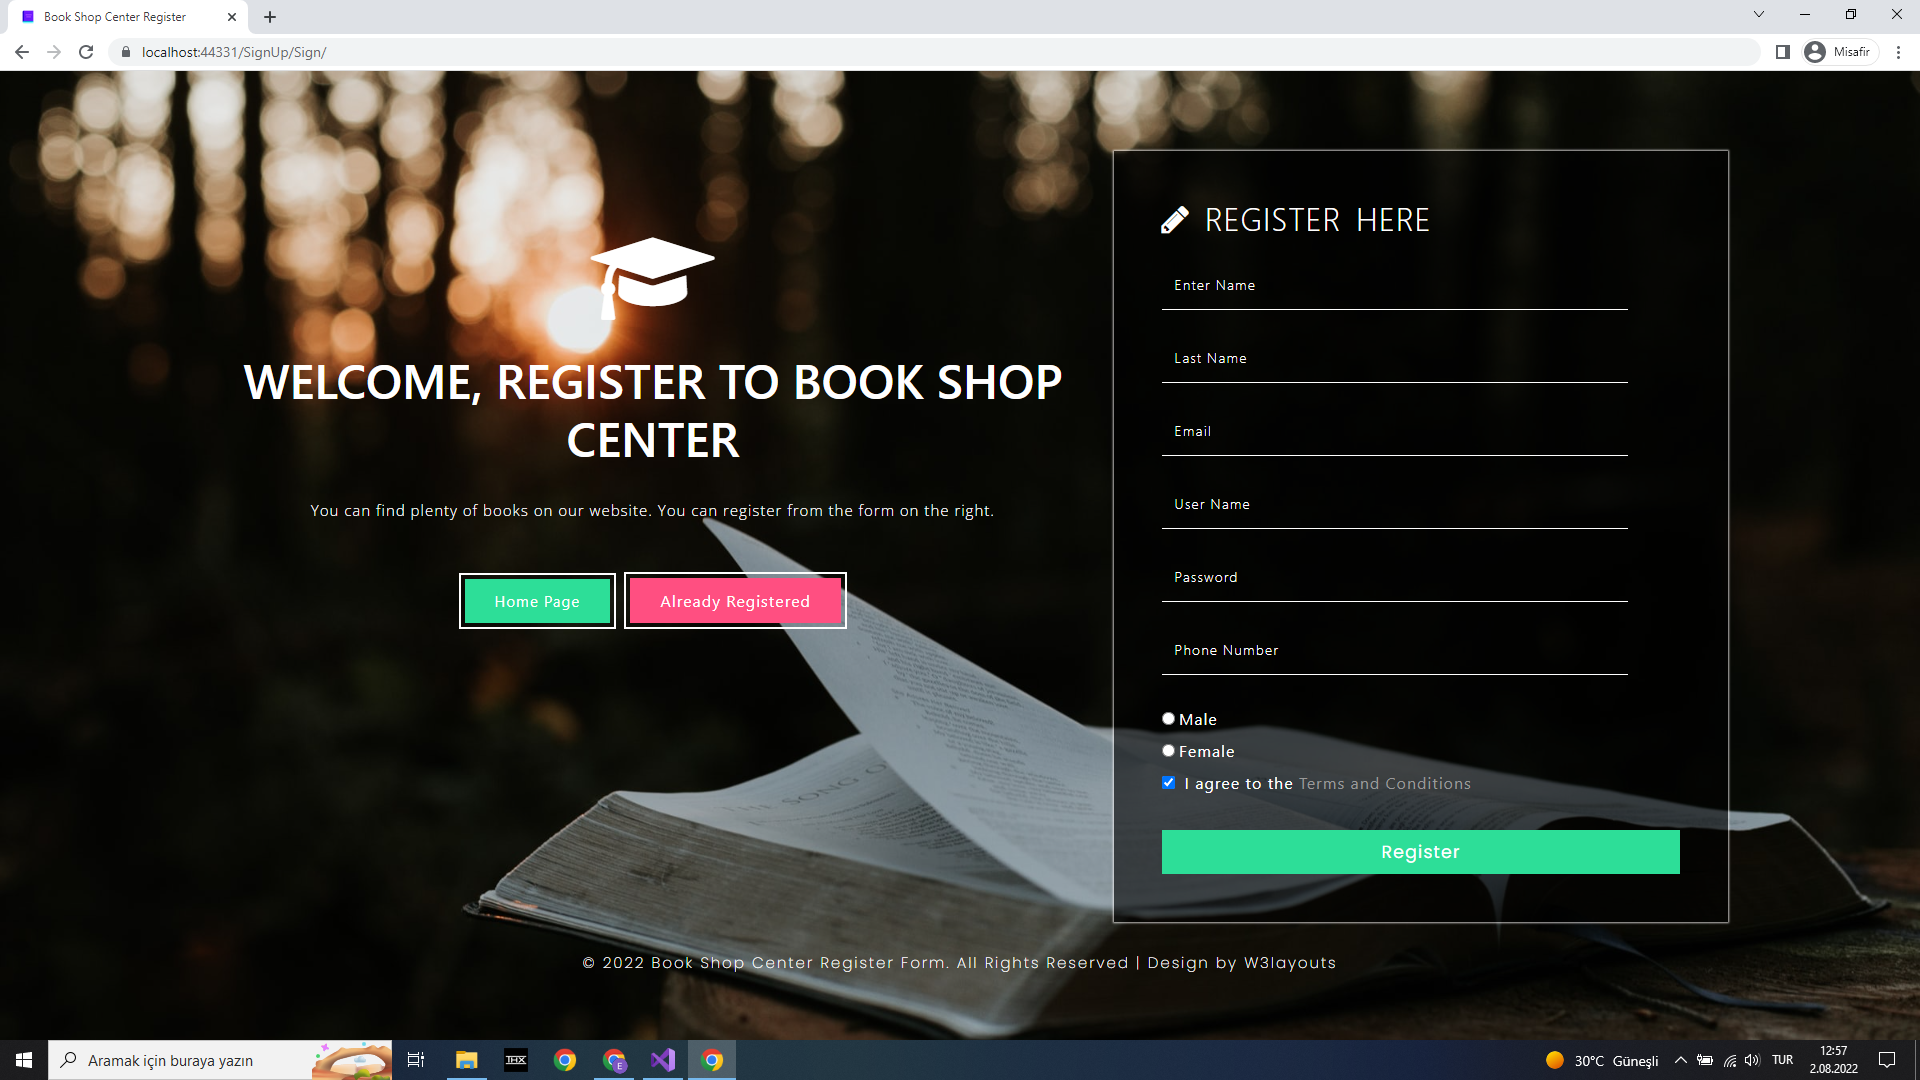 Book Shop Center Register
localhost:44331/SignUp/Sign/
Misafir
WELCOME, REGISTER TO BOOK SHOP
CENTER
You can find plenty of books on our website. You can register from the form on the right.
Home Page
Already Registered
REGISTER HERE
Enter Name
Last Name
Email
User Name
Password
Phone Number
Male
Female
I agree to the Terms and Conditions
Register
© 2022 Book Shop Center Register Form. All Rights Reserved | Design by W3layouts
Aramak için buraya yazın
THX
E
30°C Güneşli
TUR
12:57
2.08.2022